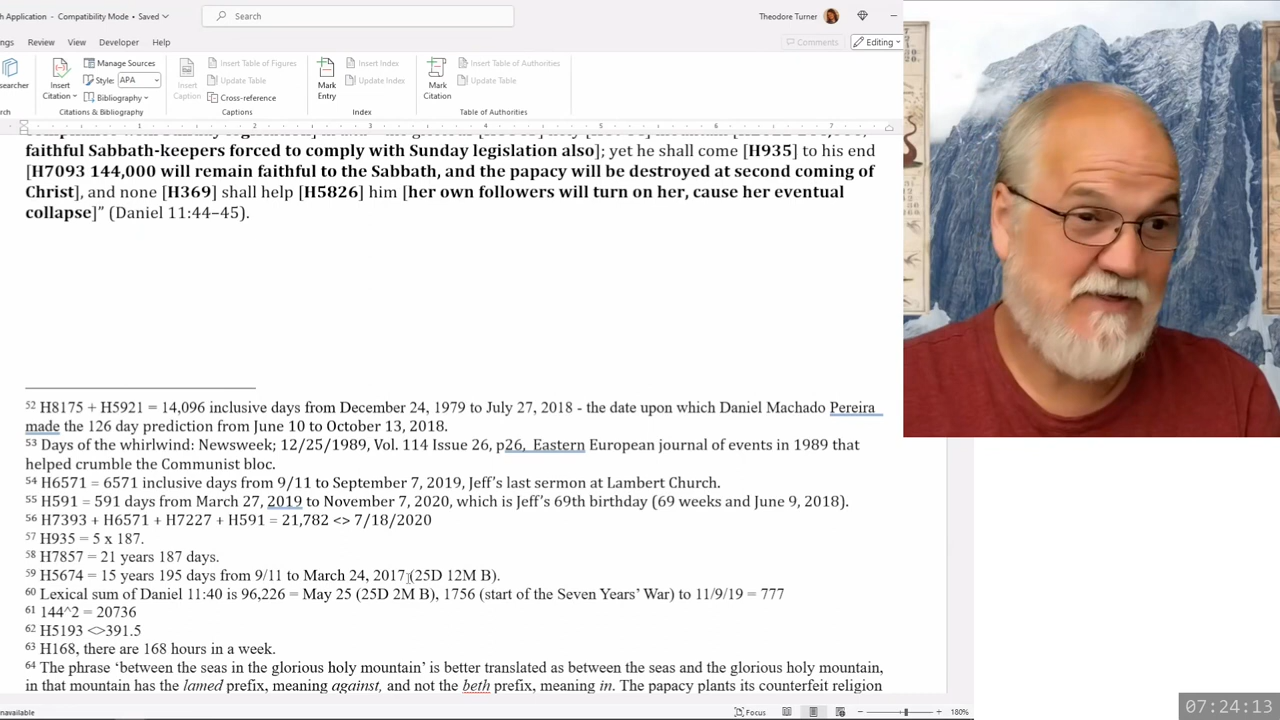 h Application - Compatibility Mode • Saved
Search
Theodore Turner
ngs Review View Developer Help
Comments
Editing
searcher
Insert Citation
Manage Sources
Style: APA
Bibliography
Citations & Bibliography
Insert Caption
Insert Table of Figures
Update Table
Cross-reference
Captions
Mark Entry
Insert Index
Update Index
Index
Mark Citation
Insert Table of Authorities
Update Table
Table of Authorities
1 2 3 4 5 6 7
faithful Sabbath-keepers forced to comply with Sunday legislation also]; yet he shall come [H935] to his end
[H7093 144,000 will remain faithful to the Sabbath, and the papacy will be destroyed at second coming of
Christ], and none [H369] shall help [H5826] him [her own followers will turn on her, cause her eventual
collapse]” (Daniel 11:44–45).
52 H8175 + H5921 = 14,096 inclusive days from December 24, 1979 to July 27, 2018 - the date upon which Daniel Machado Pereira
made the 126 day prediction from June 10 to October 13, 2018.
53 Days of the whirlwind: Newsweek; 12/25/1989, Vol. 114 Issue 26, p26, Eastern European journal of events in 1989 that
helped crumble the Communist bloc.
54 H6571 = 6571 inclusive days from 9/11 to September 7, 2019, Jeff’s last sermon at Lambert Church.
55 H591 = 591 days from March 27, 2019 to November 7, 2020, which is Jeff’s 69th birthday (69 weeks and June 9, 2018).
56 H7393 + H6571 + H7227 + H591 = 21,782 <> 7/18/2020
57 H935 = 5 x 187.
58 H7857 = 21 years 187 days.
59 H5674 = 15 years 195 days from 9/11 to March 24, 2017 (25D 12M B).
60 Lexical sum of Daniel 11:40 is 96,226 = May 25 (25D 2M B), 1756 (start of the Seven Years’ War) to 11/9/19 = 777
61 144^2 = 20736
62 H5193 <>391.5
63 H168, there are 168 hours in a week.
64 The phrase ‘between the seas in the glorious holy mountain’ is better translated as between the seas and the glorious holy mountain,
in that mountain has the lamed prefix, meaning against, and not the beth prefix, meaning in. The papacy plants its counterfeit religion
navailable
Focus
180%
07:24:13